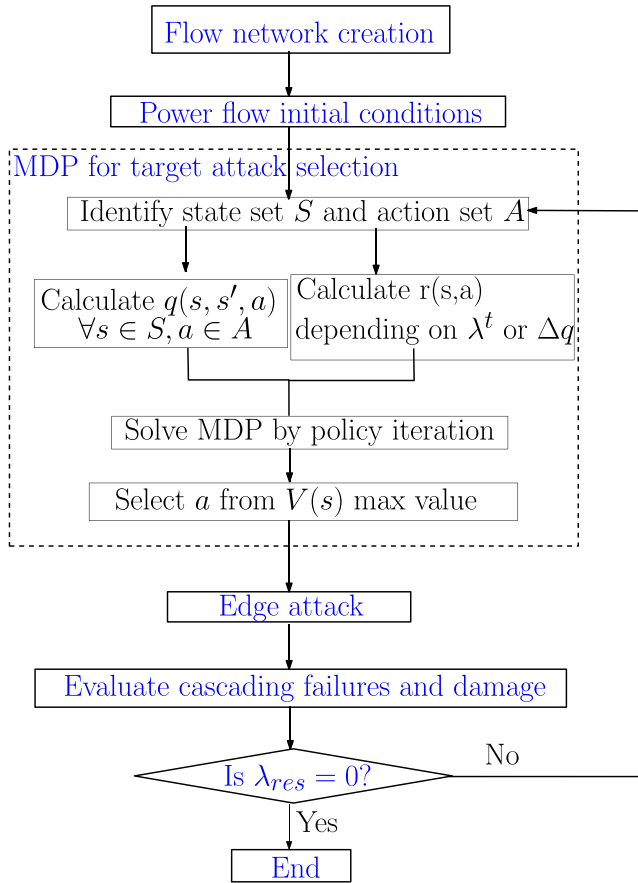 Flow network creation
Power flow initial conditions
MDP for target attack selection
Identify state set S and action set A
Calculate q(s, s′, a)
∀s ∈ S, a ∈ A
Calculate r(s,a)
depending on λ^t or Δq
Solve MDP by policy iteration
Select a from V(s) max value
Edge attack
Evaluate cascading failures and damage
Is λ_res = 0?
No
Yes
End